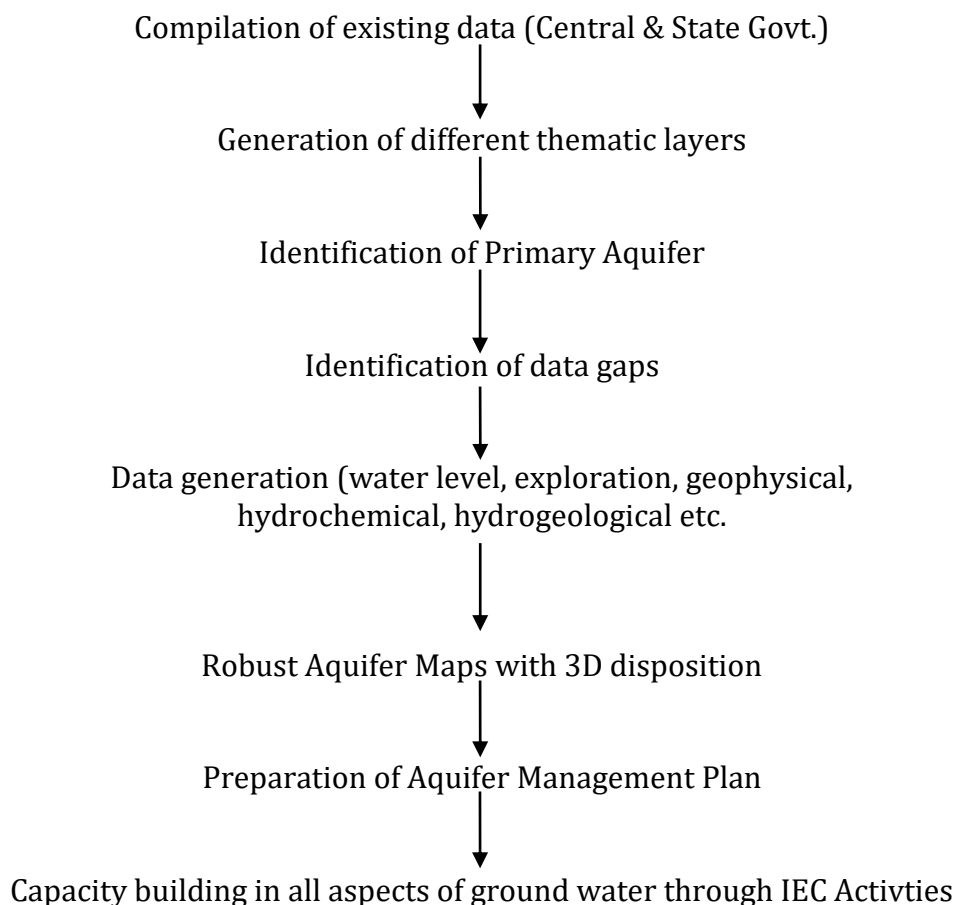 Compilation of existing data (Central & State Govt.)
Generation of different thematic layers
Identification of Primary Aquifer
Identification of data gaps
Data generation (water level, exploration, geophysical,
hydrochemical, hydrogeological etc.
Robust Aquifer Maps with 3D disposition
Preparation of Aquifer Management Plan
Capacity building in all aspects of ground water through IEC Activties